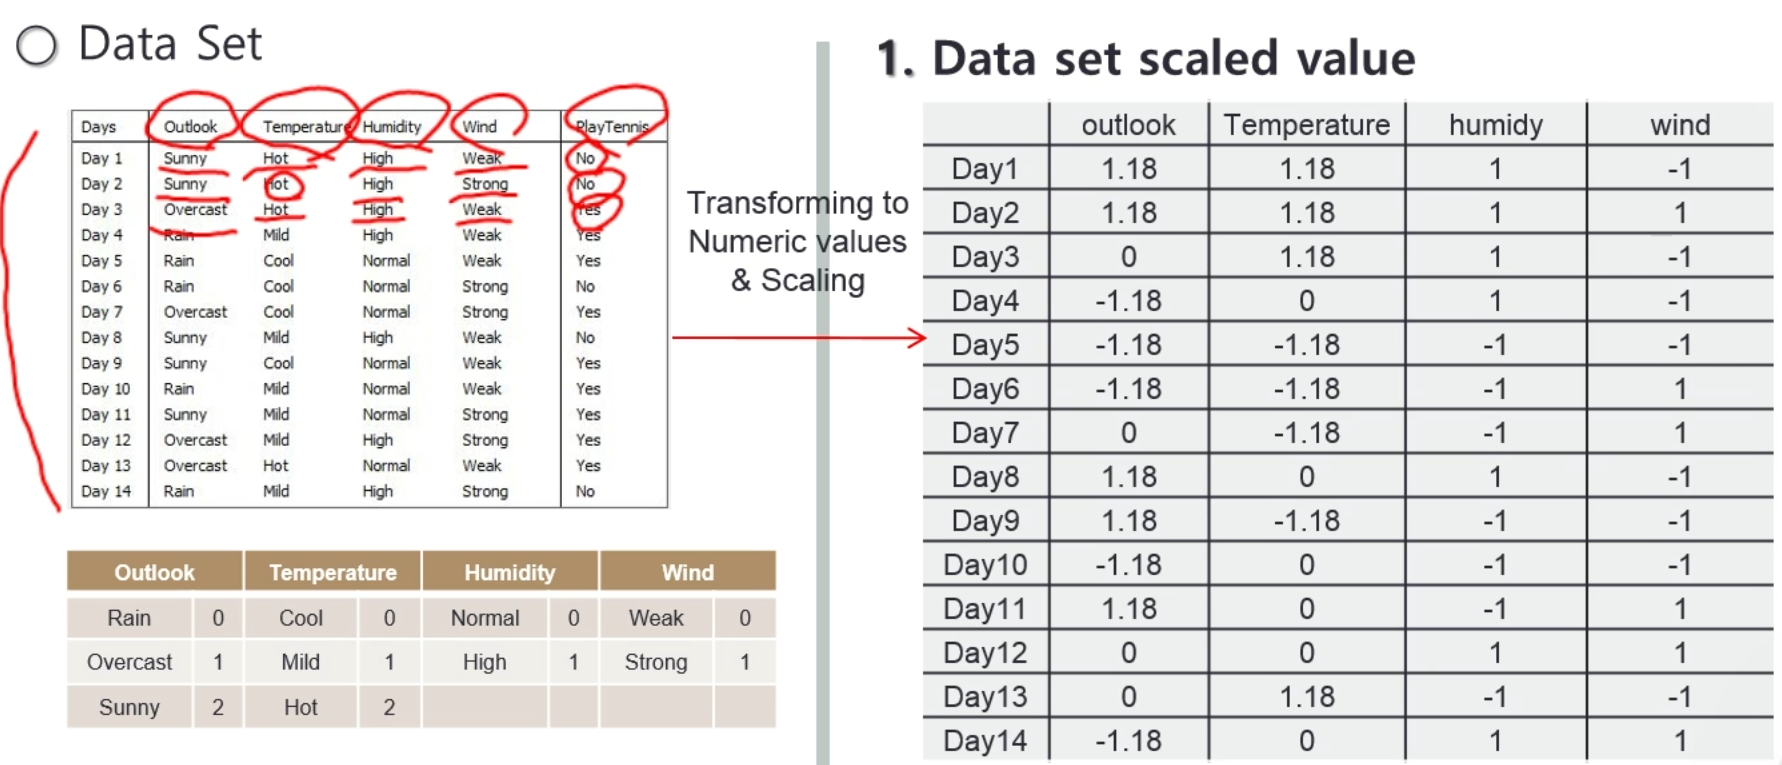 Data Set
Days Outlook Temperature Humidity Wind PlayTennis
Day 1 Sunny Hot High Weak No
Day 2 Sunny Hot High Strong No
Day 3 Overcast Hot High Weak Yes
Day 4 Rain Mild High Weak Yes
Day 5 Rain Cool Normal Weak Yes
Day 6 Rain Cool Normal Strong No
Day 7 Overcast Cool Normal Strong Yes
Day 8 Sunny Mild High Weak No
Day 9 Sunny Cool Normal Weak Yes
Day 10 Rain Mild Normal Weak Yes
Day 11 Sunny Mild Normal Strong Yes
Day 12 Overcast Mild High Strong Yes
Day 13 Overcast Hot Normal Weak Yes
Day 14 Rain Mild High Strong No
Outlook Temperature Humidity Wind
Rain 0 Cool 0 Normal 0 Weak 0
Overcast 1 Mild 1 High 1 Strong 1
Sunny 2 Hot 2
Transforming to
Numeric values
& Scaling
1. Data set scaled value
outlook Temperature humidy wind
Day1 1.18 1.18 1 -1
Day2 1.18 1.18 1 1
Day3 0 1.18 1 -1
Day4 -1.18 0 1 -1
Day5 -1.18 -1.18 -1 -1
Day6 -1.18 -1.18 -1 1
Day7 0 -1.18 -1 1
Day8 1.18 0 1 -1
Day9 1.18 -1.18 -1 -1
Day10 -1.18 0 -1 -1
Day11 1.18 0 -1 1
Day12 0 0 1 1
Day13 0 1.18 -1 -1
Day14 -1.18 0 1 1